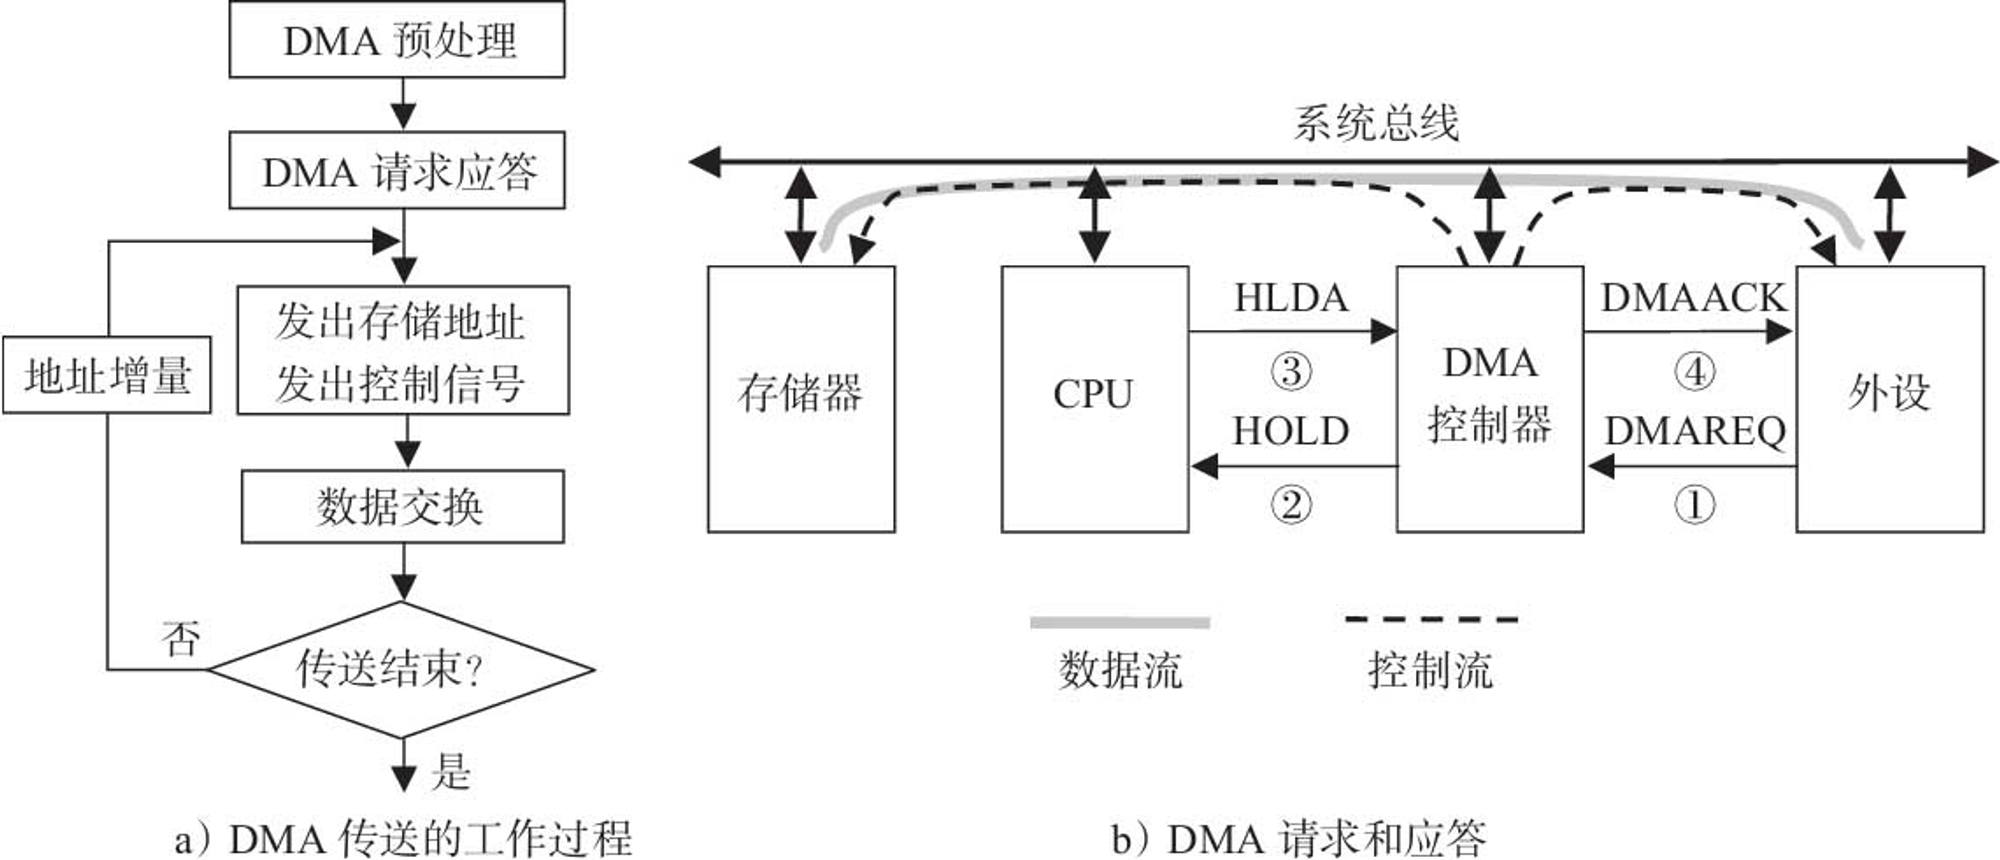 DMA 预处理
DMA 请求应答
发出存储地址
发出控制信号
地址增量
数据交换
否
传送结束?
是
a) DMA 传送的工作过程
系统总线
存储器
CPU
HLDA
③
HOLD
②
DMA
控制器
DMAACK
④
DMAREQ
①
外设
数据流
控制流
b) DMA 请求和应答